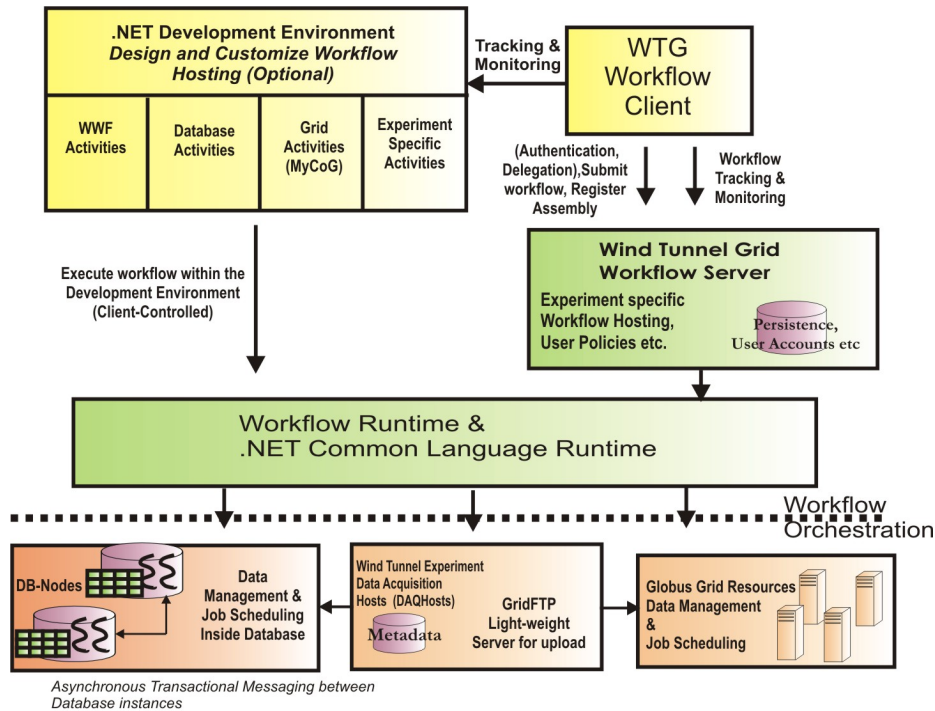 .NET Development Environment
Design and Customize Workflow
Hosting (Optional)
WWF
Activities
Database
Activities
Grid
Activities
(MyCoG)
Experiment
Specific
Activities
Tracking &
Monitoring
WTG
Workflow
Client
(Authentication,
Delegation),Submit
workflow, Register
Assembly
Workflow
Tracking &
Monitoring
Execute workflow within the
Development Environment
(Client-Controlled)
Wind Tunnel Grid
Workflow Server
Experiment specific
Workflow Hosting,
User Policies etc.
Persistence,
User Accounts etc
Workflow Runtime &
.NET Common Language Runtime
Workflow
Orchestration
DB-Nodes
Data
Management &
Job Scheduling
Inside Database
Wind Tunnel Experiment
Data Acquisition
Hosts (DAQHosts)
Metadata
GridFTP
Light-weight
Server for upload
Globus Grid Resources
Data Management
&
Job Scheduling
Asynchronous Transactional Messaging between
Database instances